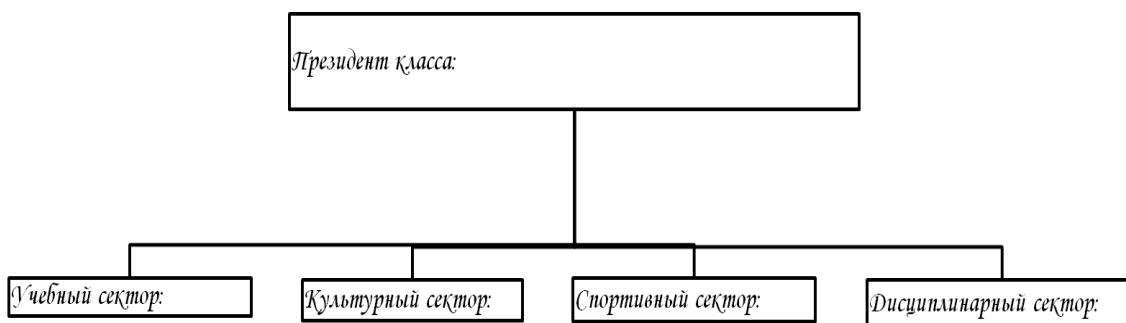 Президент класса:
Учебный сектор:
Культурный сектор:
Спортивный сектор:
Дисциплинарный сектор: